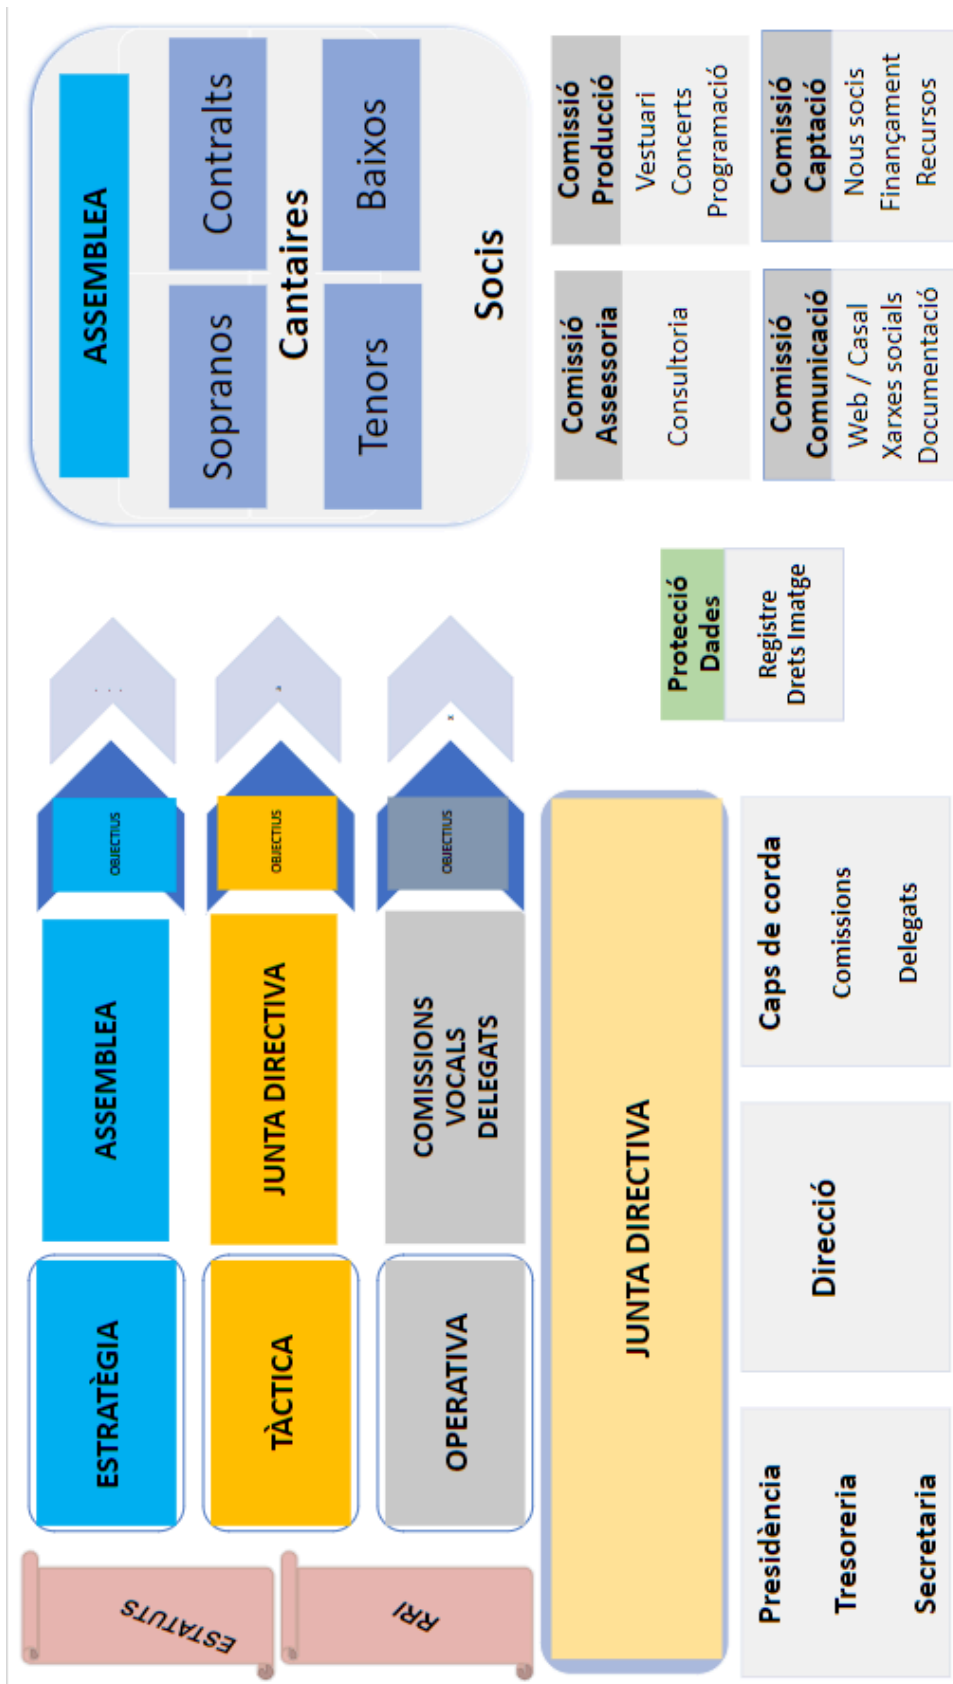 ESTATUTS
RRI
ESTRATÈGIA
ASSEMBLEA
OBJECTIUS
TÀCTICA
JUNTA DIRECTIVA
OBJECTIUS
OPERATIVA
COMISSIONS
VOCALS
DELEGATS
OBJECTIUS
ASSEMBLEA
Sopranos
Contralts
Cantaires
Tenors
Baixos
Socis
JUNTA DIRECTIVA
Presidència
Tresoreria
Secretaria
Direcció
Caps de corda
Comissions
Delegats
Protecció
Dades
Registre
Drets Imatge
Comissió
Assessoria
Consultoria
Comissió
Producció
Vestuari
Concerts
Programació
Comissió
Comunicació
Web / Casal
Xarxes socials
Documentació
Comissió
Captació
Nous socis
Finançament
Recursos